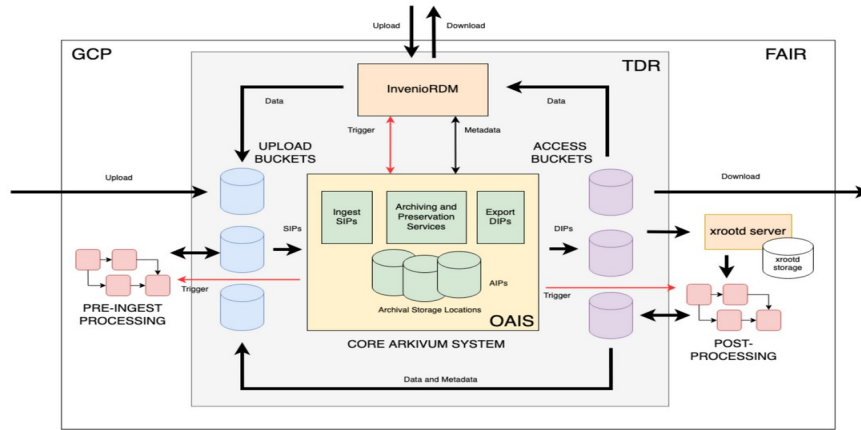 Upload
Download
GCP
TDR
FAIR
InvenioRDM
Data
Data
Trigger
Metadata
UPLOAD
BUCKETS
ACCESS
BUCKETS
Upload
Download
Ingest
SIPs
Archiving and
Preservation
Services
Export
DIPs
SIPs
DIPs
xrootd server
xrootd
storage
AIPs
Trigger
Trigger
Archival Storage Locations
PRE-INGEST
PROCESSING
OAIS
POST-
PROCESSING
CORE ARKIVUM SYSTEM
Data and Metadata